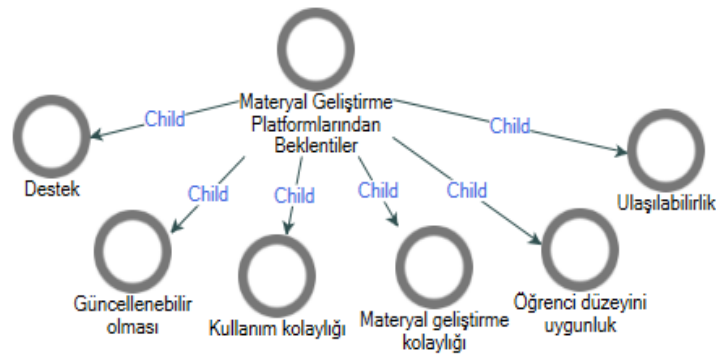 Materyal Geliştirme
Platformlarından
Beklentiler
Child
Child
Child
Child
Child
Child
Destek
Ulaşılabilirlik
Güncellenebilir
olması
Kullanım kolaylığı
Materyal geliştirme
kolaylığı
Öğrenci düzeyini
uygunluk